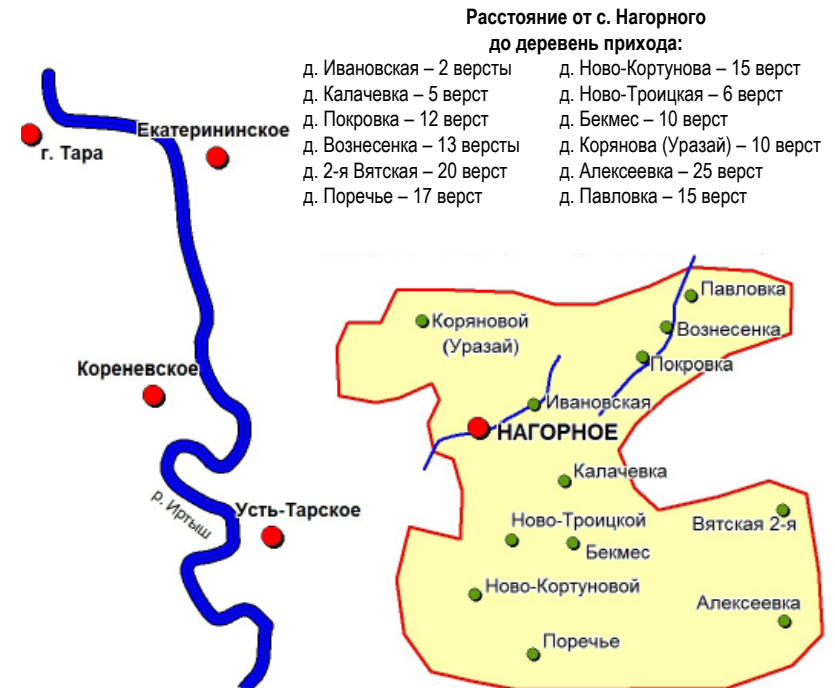 Расстояние от с. Нагорного
до деревень прихода:
д. Ивановская – 2 версты
д. Калачевка – 5 верст
д. Покровка – 12 верст
д. Вознесенка – 13 версты
д. 2-я Вятская – 20 верст
д. Поречье – 17 верст
д. Ново-Кортунова – 15 верст
д. Ново-Троицкая – 6 верст
д. Бекмес – 10 верст
д. Корянова (Уразай) – 10 верст
д. Алексеевка – 25 верст
д. Павловка – 15 верст
Екатерининское
г. Тара
Кореневское
р. Иртыш
Усть-Тарское
Павловка
Коряновой
(Уразай)
Вознесенка
Покровка
Ивановская
НАГОРНОЕ
Калачевка
Ново-Троицкой
Вятская 2-я
Бекмес
Ново-Кортуновой
Алексеевка
Поречье